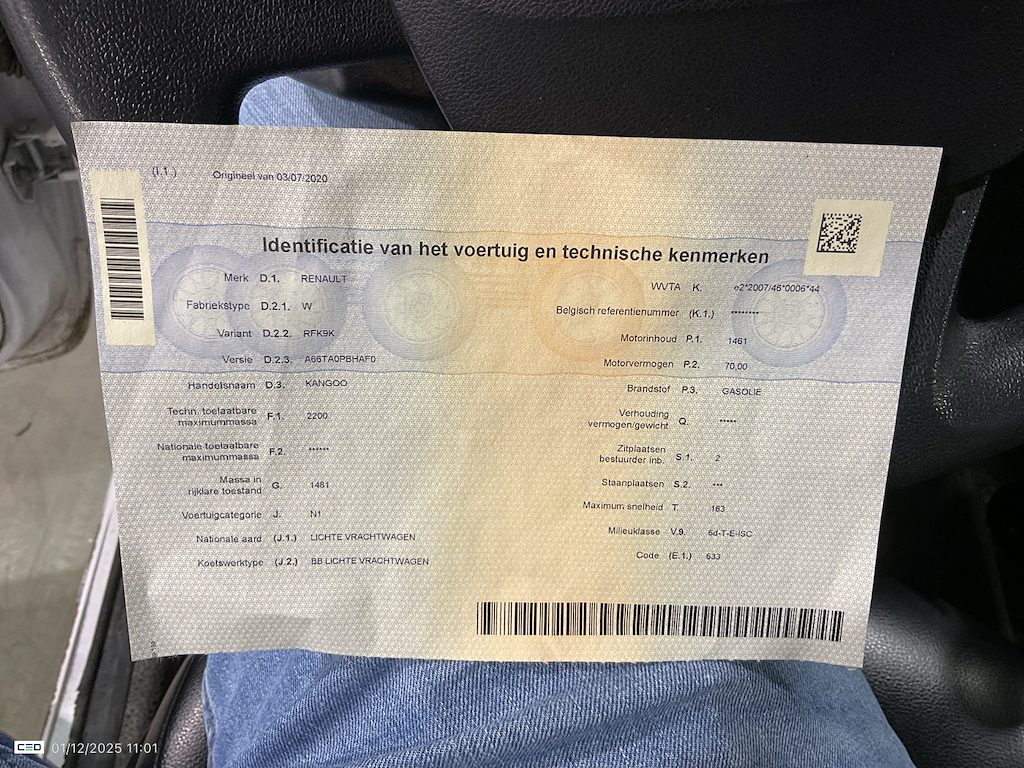 (I.1.) Origineel van 03/07/2020
Identificatie van het voertuig en technische kenmerken
Merk D.1. RENAULT
Fabriekstype D.2.1. W
Variant D.2.2. RFK9K
Versie D.2.3. A66TA0PBHAF0
Handelsnaam D.3. KANGOO
Techn. toelaatbare
maximummassa F.1. 2200
Nationale toelaatbare
maximummassa F.2. ******
Massa in
rijklare toestand G. 1481
Voertuigcategorie J. N1
Nationale aard (J.1.) LICHTE VRACHTWAGEN
Koetswerktype (J.2.) BB LICHTE VRACHTWAGEN
WVTA K. e2*2007/46*0006*44
Belgisch referentienummer (K.1.) ********
Motorinhoud P.1. 1461
Motorvermogen P.2. 70,00
Brandstof P.3. GASOLIE
Verhouding
vermogen/gewicht Q. *****
Zitplaatsen
bestuurder inb. S.1. 2
Staanplaatsen S.2. ***
Maximum snelheid T. 163
Milieuklasse V.9. 6d-T-E-ISC
Code (E.1.) 533
CEO 01/12/2025 11:01